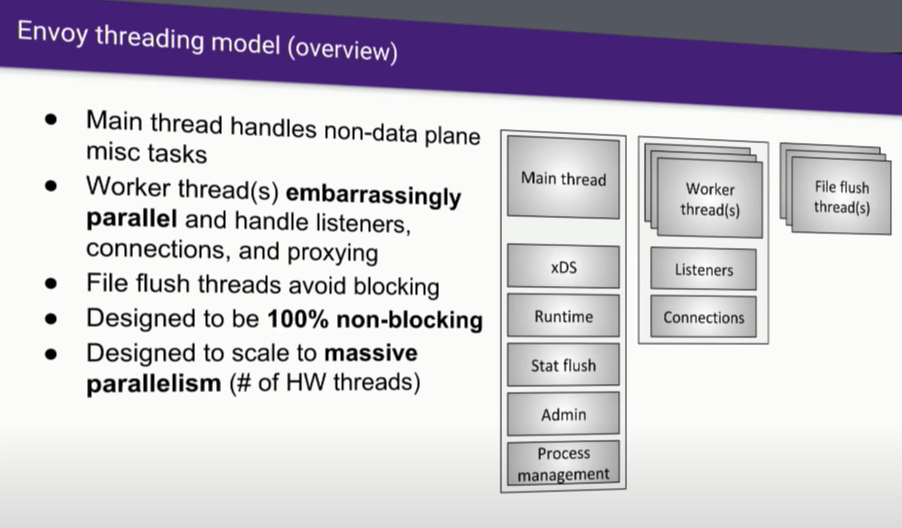 Envoy threading model (overview)
● Main thread handles non-data plane
misc tasks
● Worker thread(s) embarrassingly
parallel and handle listeners,
connections, and proxying
● File flush threads avoid blocking
● Designed to be 100% non-blocking
● Designed to scale to massive
parallelism (# of HW threads)
Main thread
xDS
Runtime
Stat flush
Admin
Process
management
Worker
thread(s)
Listeners
Connections
File flush
thread(s)